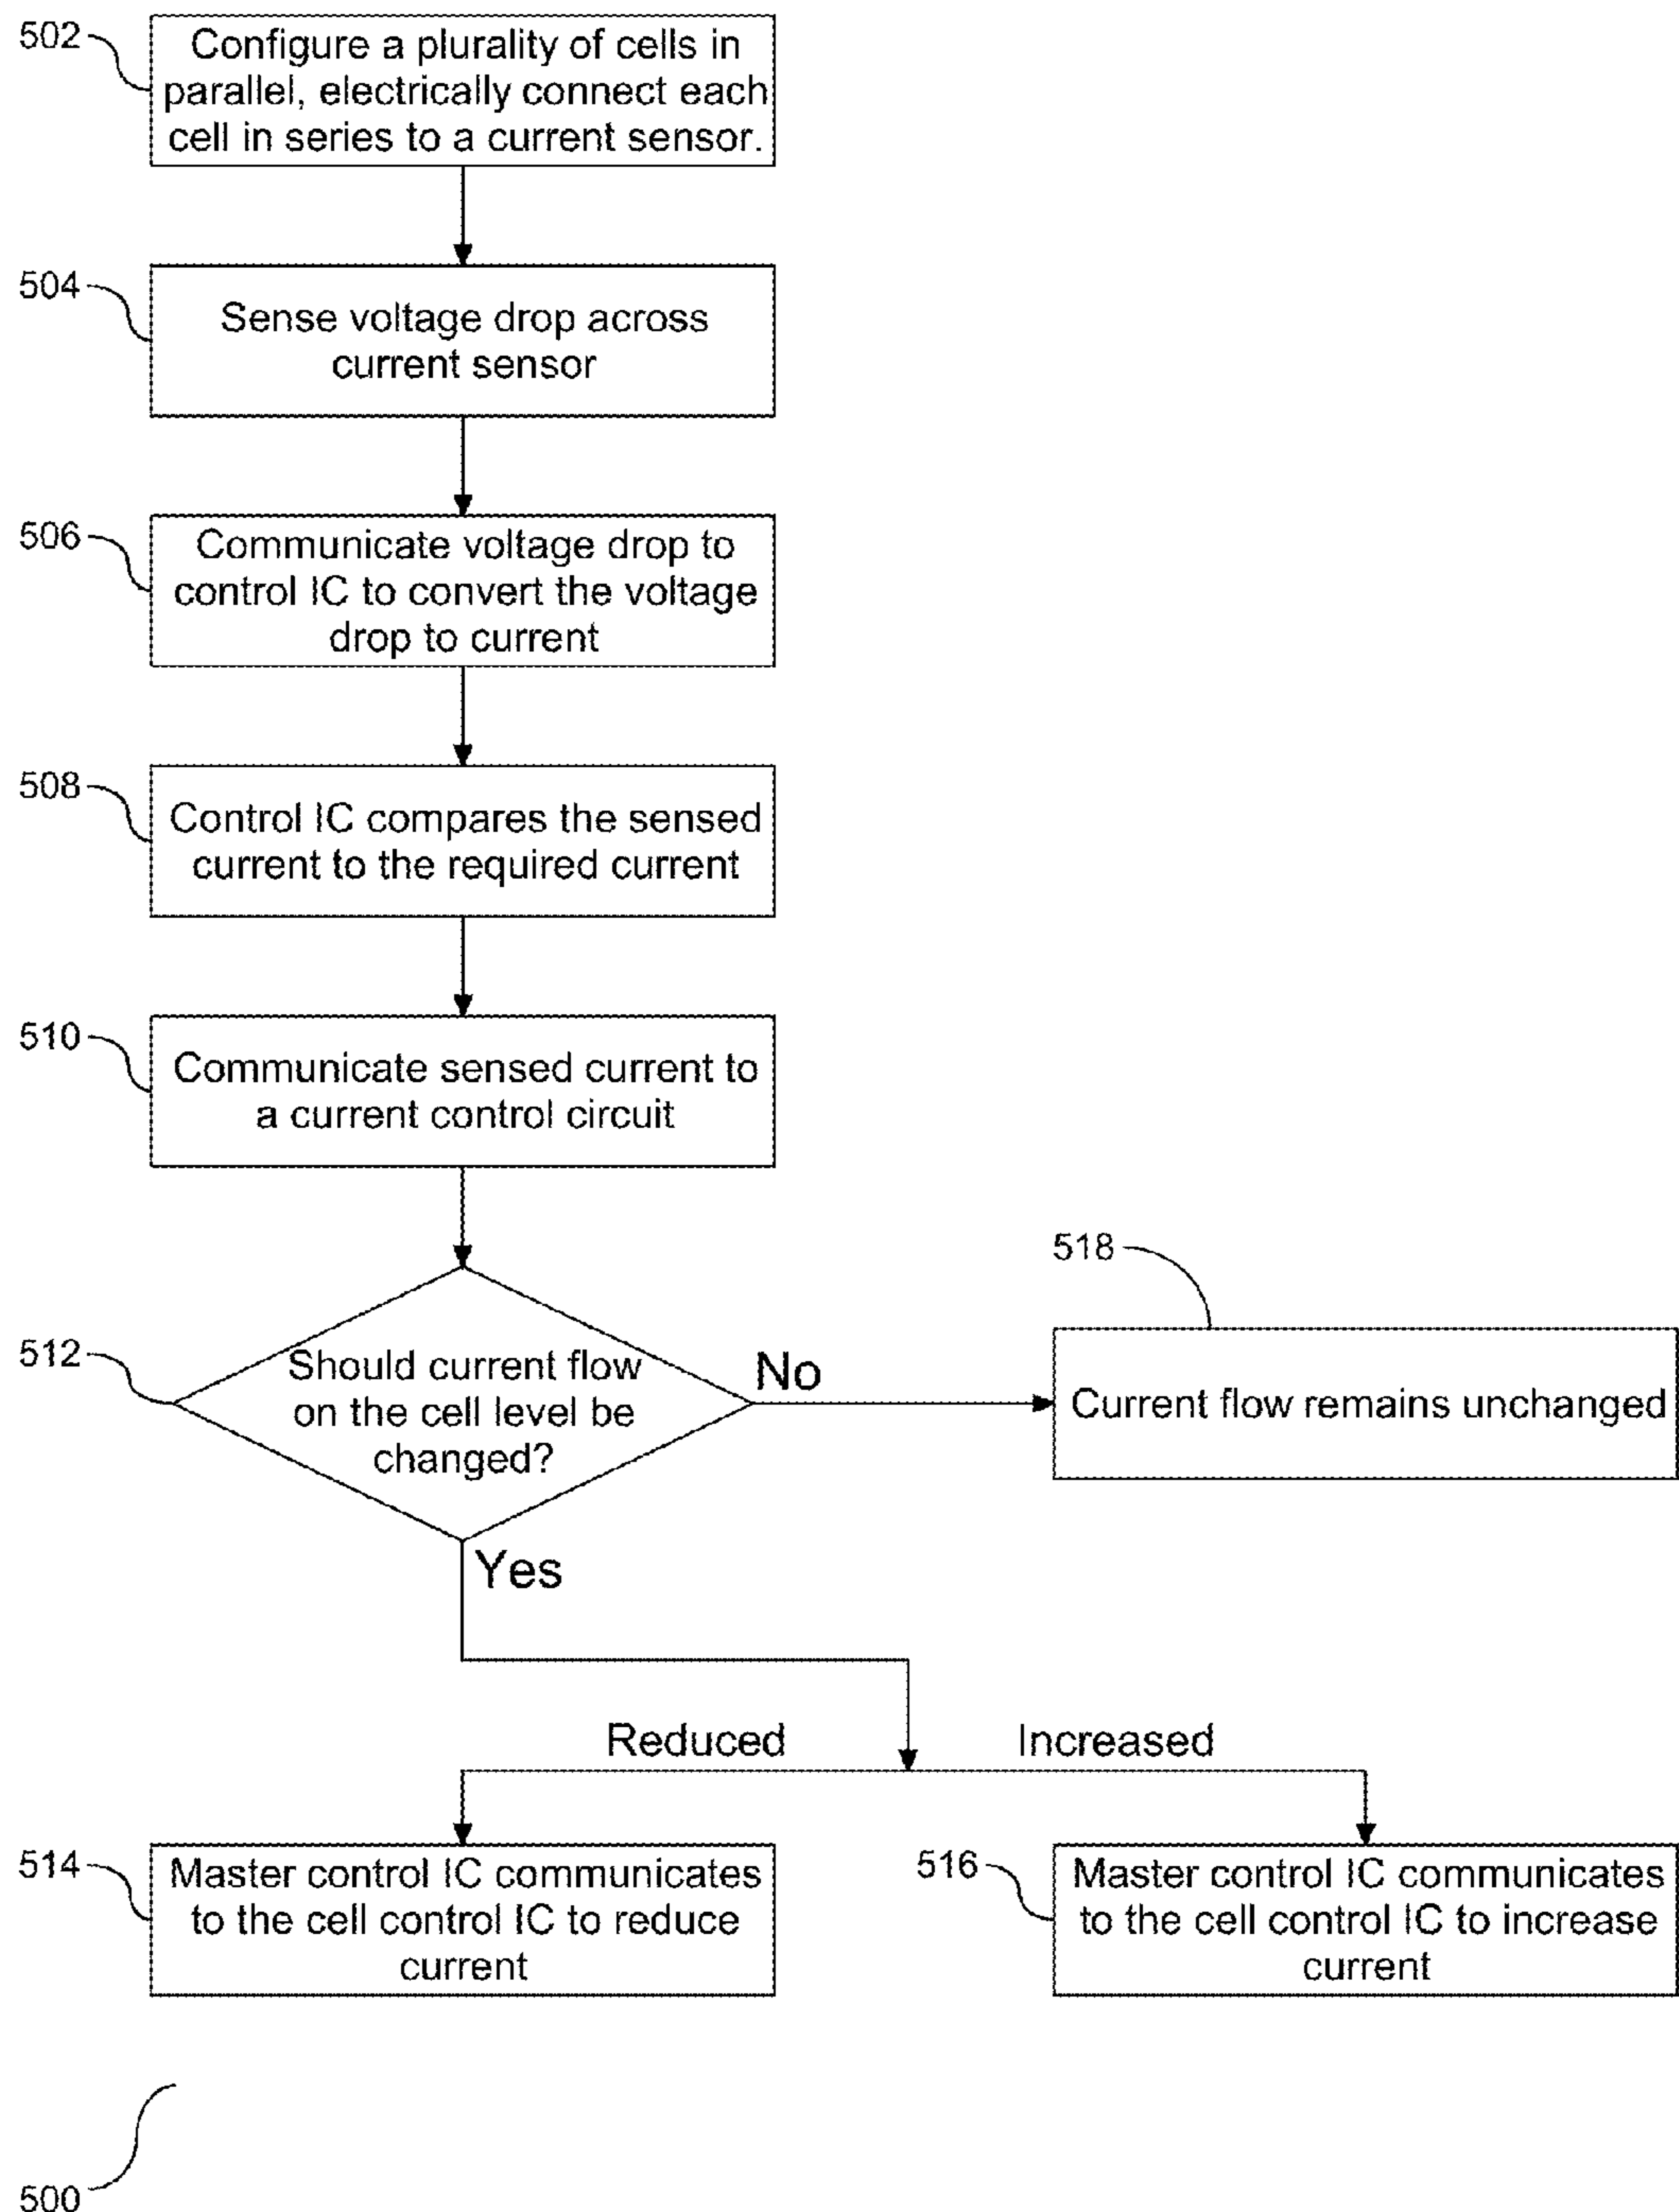 502
Configure a plurality of cells in
parallel, electrically connect each
cell in series to a current sensor.
504
Sense voltage drop across
current sensor
506
Communicate voltage drop to
control IC to convert the voltage
drop to current
508
Control IC compares the sensed
current to the required current
510
Communicate sensed current to
a current control circuit
518
512
Should current flow
on the cell level be
changed?
No
Current flow remains unchanged
Yes
Reduced
Increased
514
Master control IC communicates
to the cell control IC to reduce
current
516
Master control IC communicates
to the cell control IC to increase
current
500